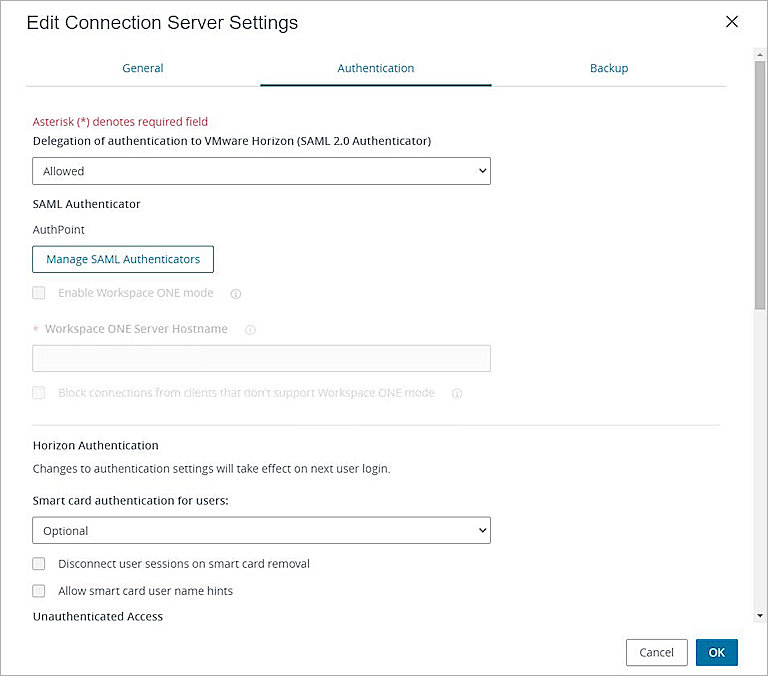 Edit Connection Server Settings
General
Authentication
Backup
Asterisk (*) denotes required field
Delegation of authentication to VMware Horizon (SAML 2.0 Authenticator)
Allowed
SAML Authenticator
AuthPoint
Manage SAML Authenticators
Enable Workspace ONE mode
* Workspace ONE Server Hostname
Block connections from clients that don't support Workspace ONE mode
Horizon Authentication
Changes to authentication settings will take effect on next user login.
Smart card authentication for users:
Optional
Disconnect user sessions on smart card removal
Allow smart card user name hints
Unauthenticated Access
Cancel
OK